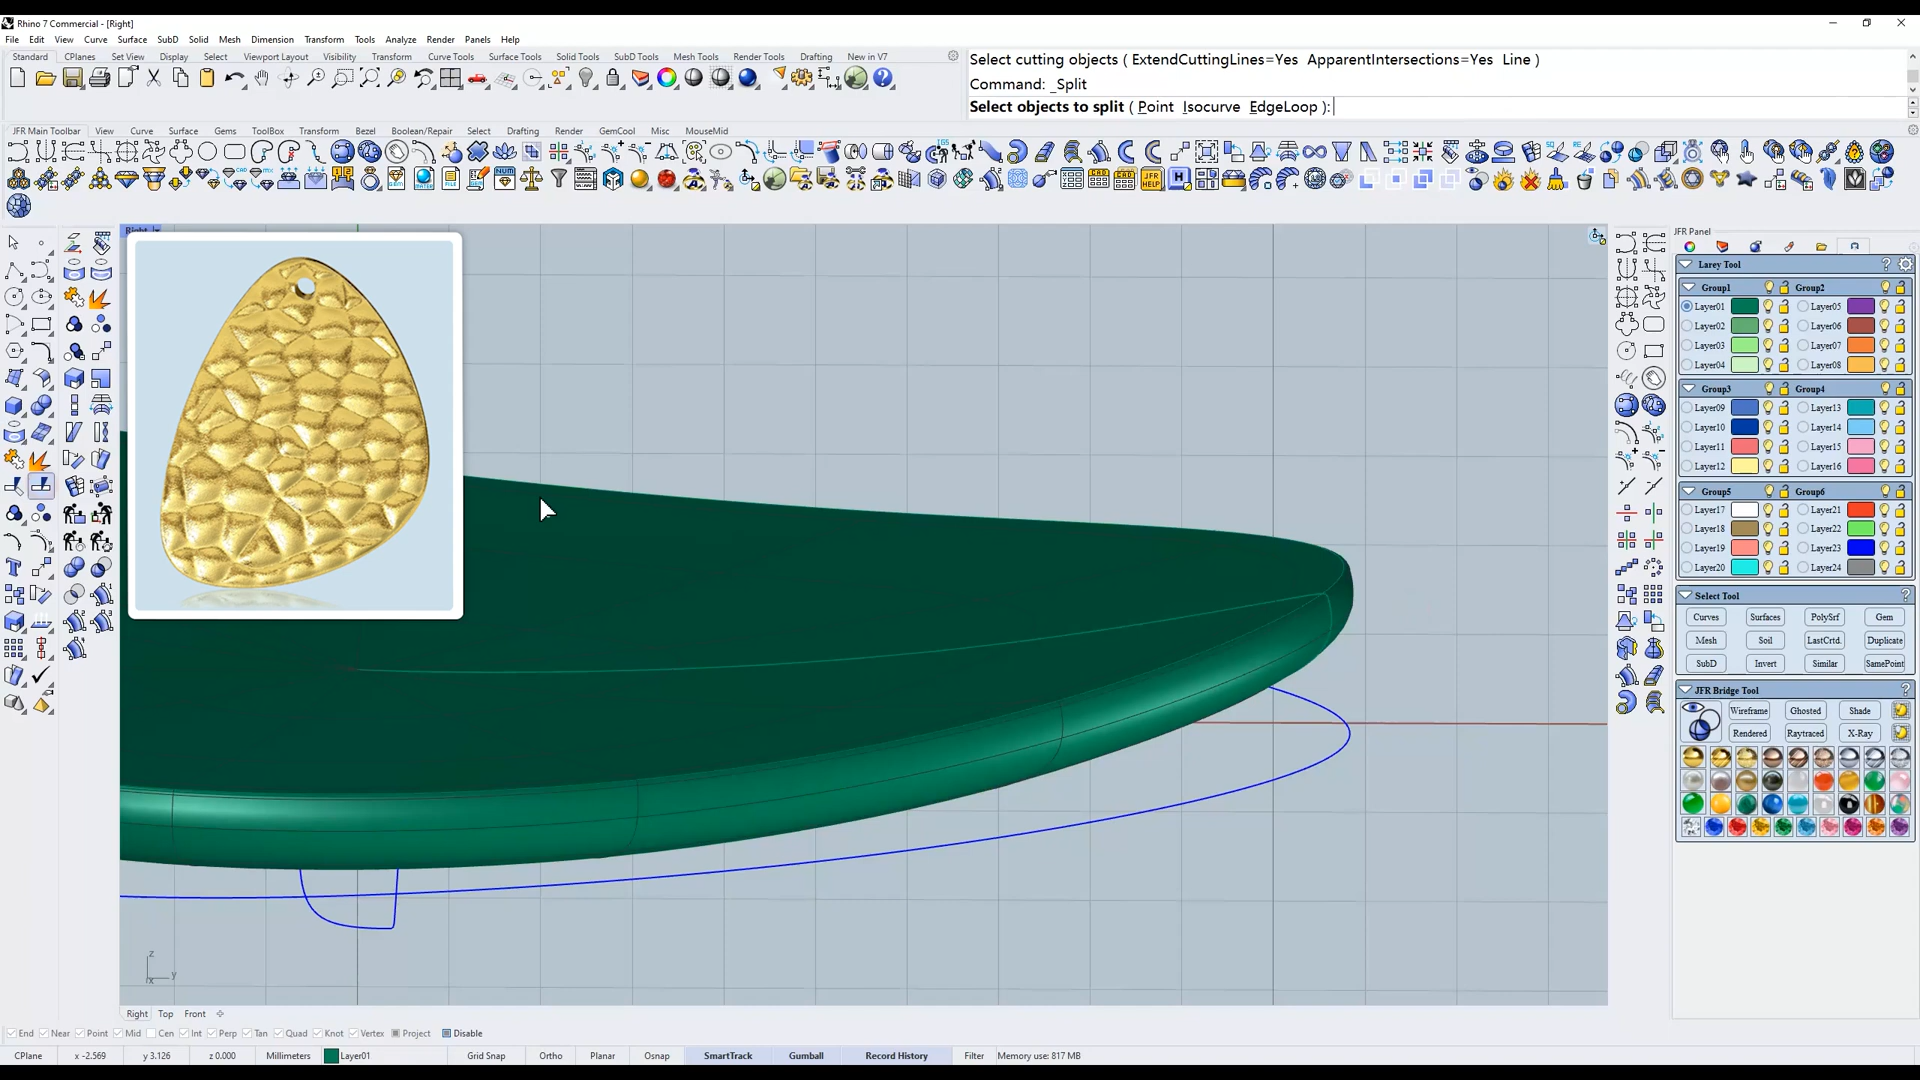 Rhino 7 Commercial - [Right]
File Edit View Curve Surface SubD Solid Mesh Dimension Transform Tools Analyze Render Panels Help
Standard CPlanes Set View Display Select Viewport Layout Visibility Transform Curve Tools Surface Tools Solid Tools SubD Tools Mesh Tools Render Tools Drafting New in V7
Select cutting objects ( ExtendCuttingLines=Yes ApparentIntersections=Yes Line )
Command: _Split
Select objects to split ( Point Isocurve EdgeLoop ):
JFR Main Toolbar View Curve Surface Gems ToolBox Transform Bezel Boolean/Repair Select Drafting Render GemCool Misc MouseMid
Right
JFR Panel
Larey Tool ?
Group1 Group2
Layer01 Layer05
Layer02 Layer06
Layer03 Layer07
Layer04 Layer08
Group3 Group4
Layer09 Layer13
Layer10 Layer14
Layer11 Layer15
Layer12 Layer16
Group5 Group6
Layer17 Layer21
Layer18 Layer22
Layer19 Layer23
Layer20 Layer24
Select Tool ?
Curves Surfaces PolySrf Gem
Mesh Soil LastCrtd. Duplicate
SubD Invert Similar SamePoint
JFR Bridge Tool ?
Wireframe Ghosted Shade
Rendered Raytraced X-Ray
z
y
x
Right Top Front
End Near Point Mid Cen Int Perp Tan Quad Knot Vertex Project Disable
CPlane x -2.569 y 3.126 z 0.000 Millimeters Layer01 Grid Snap Ortho Planar Osnap SmartTrack Gumball Record History Filter Memory use: 817 MB